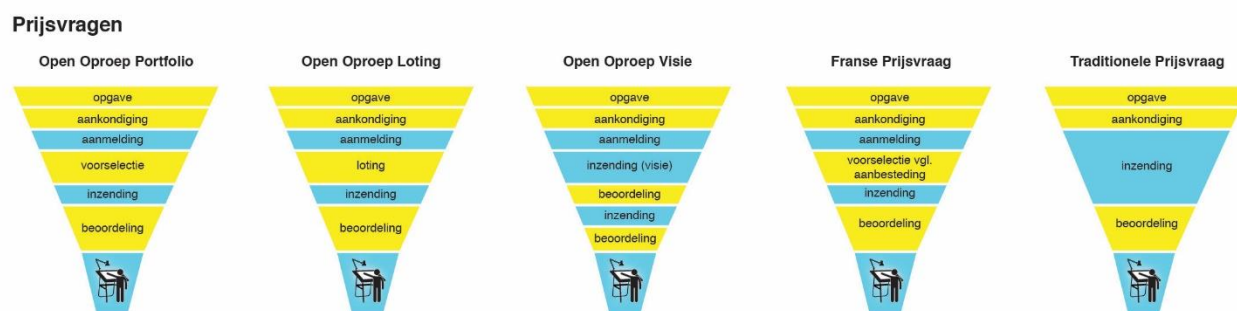 Prijsvragen
Open Oproep Portfolio
opgave
aankondiging
aanmelding
voorselectie
inzending
beoordeling
Open Oproep Loting
opgave
aankondiging
aanmelding
loting
inzending
beoordeling
Open Oproep Visie
opgave
aankondiging
aanmelding
inzending (visie)
beoordeling
inzending
beoordeling
Franse Prijsvraag
opgave
aankondiging
aanmelding
voorselectie vgl.
aanbesteding
inzending
beoordeling
Traditionele Prijsvraag
opgave
aankondiging
inzending
beoordeling